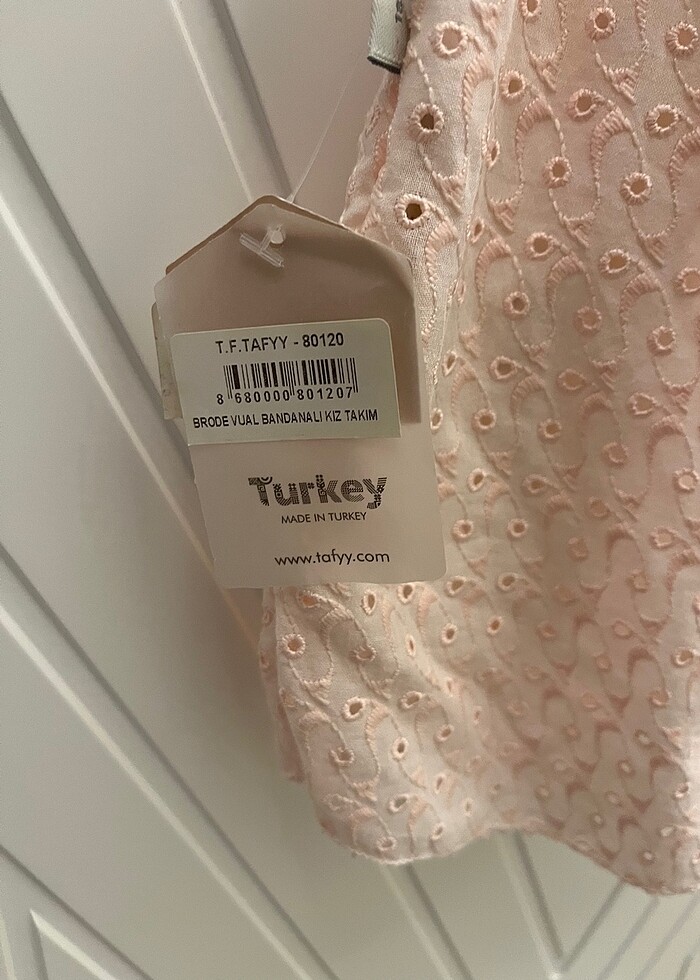 T.F.TAFYY - 80120
8 680000 801207
BRODE VUAL BANDANALI KIZ TAKIM
Turkey
MADE IN TURKEY
www.tafyy.com